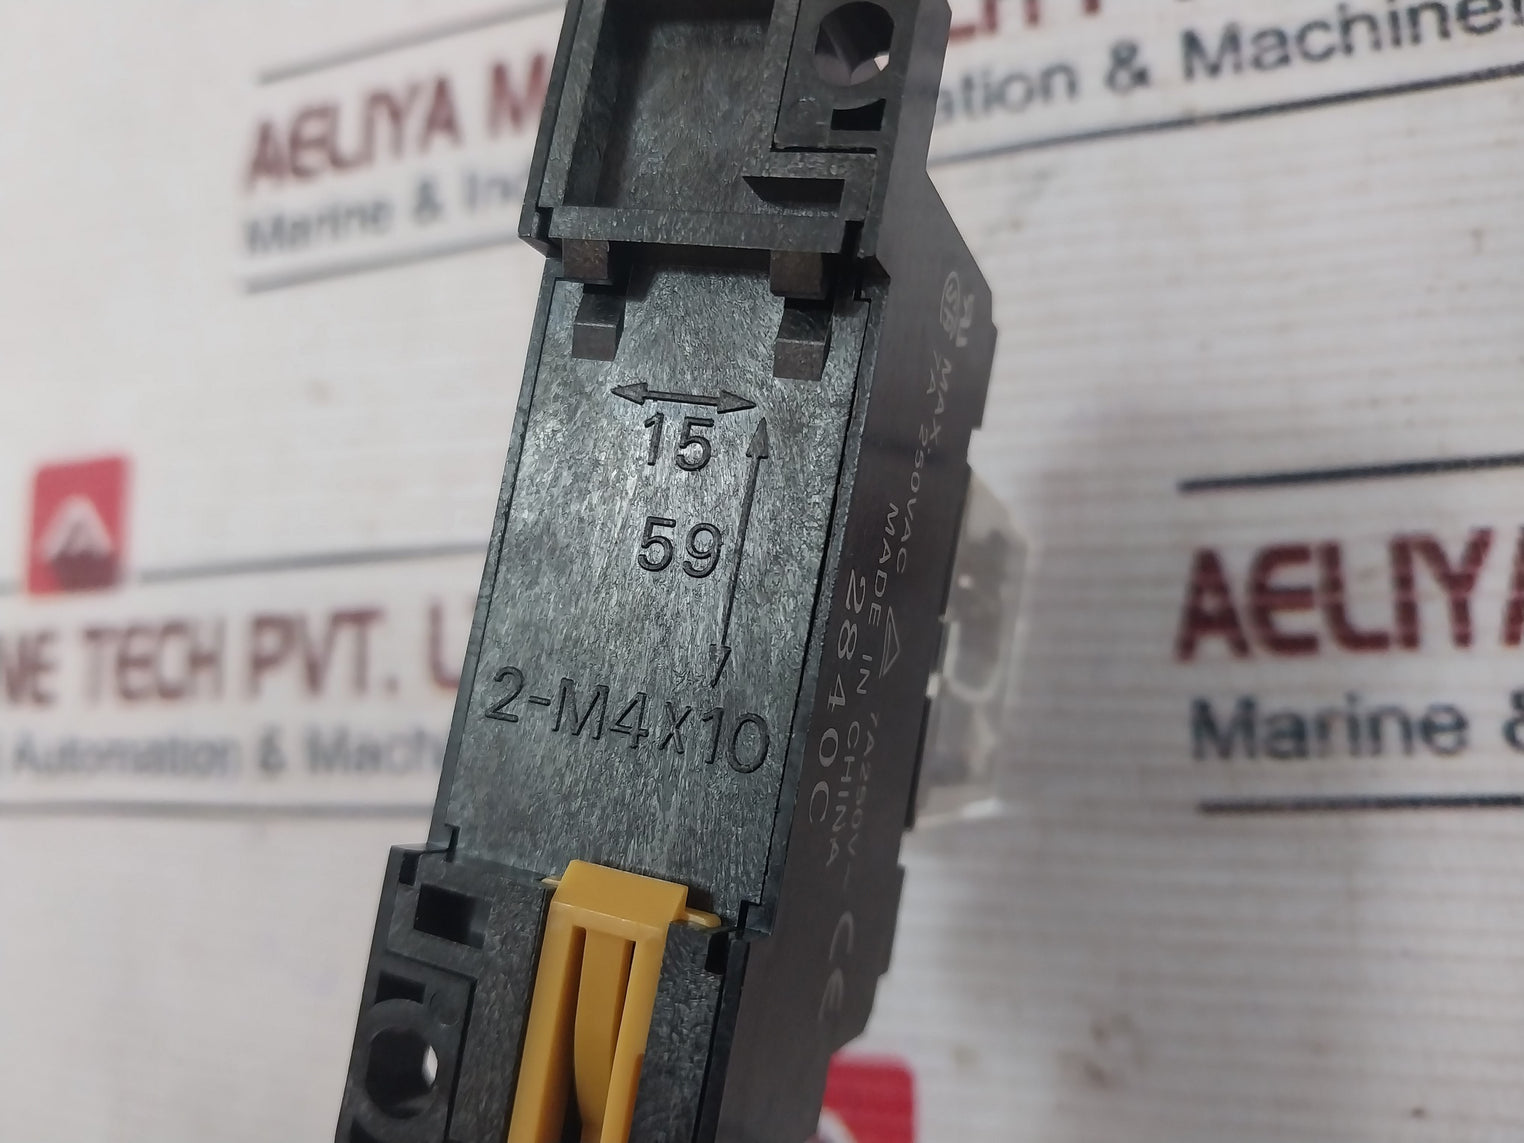 AELIYA M
Marine & In
ation & Machine
15
59
2-M4x10
MAX
7A 250VAC
7A250V~
MADE IN CHINA
2840C
CE
NE TECH PVT. L
Automation & Mach
AELIYA
Marine &